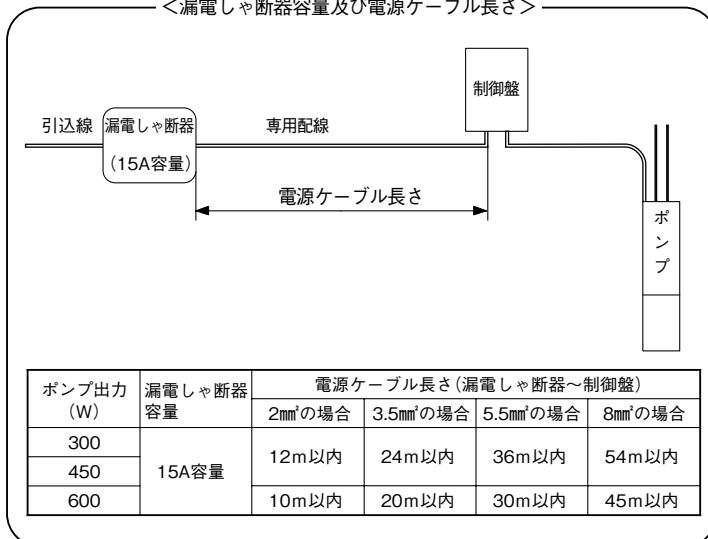 <漏電しゃ断器容量及び電源ケーブル長さ>
制御盤
引込線
漏電しゃ断器
(15A容量)
専用配線
電源ケーブル長さ
ポンプ
ポンプ出力
(W)
漏電しゃ断器
容量
電源ケーブル長さ(漏電しゃ断器～制御盤)
2㎟の場合 3.5㎟の場合 5.5㎟の場合 8㎟の場合
300
450
15A容量
12m以内 24m以内 36m以内 54m以内
600
10m以内 20m以内 30m以内 45m以内